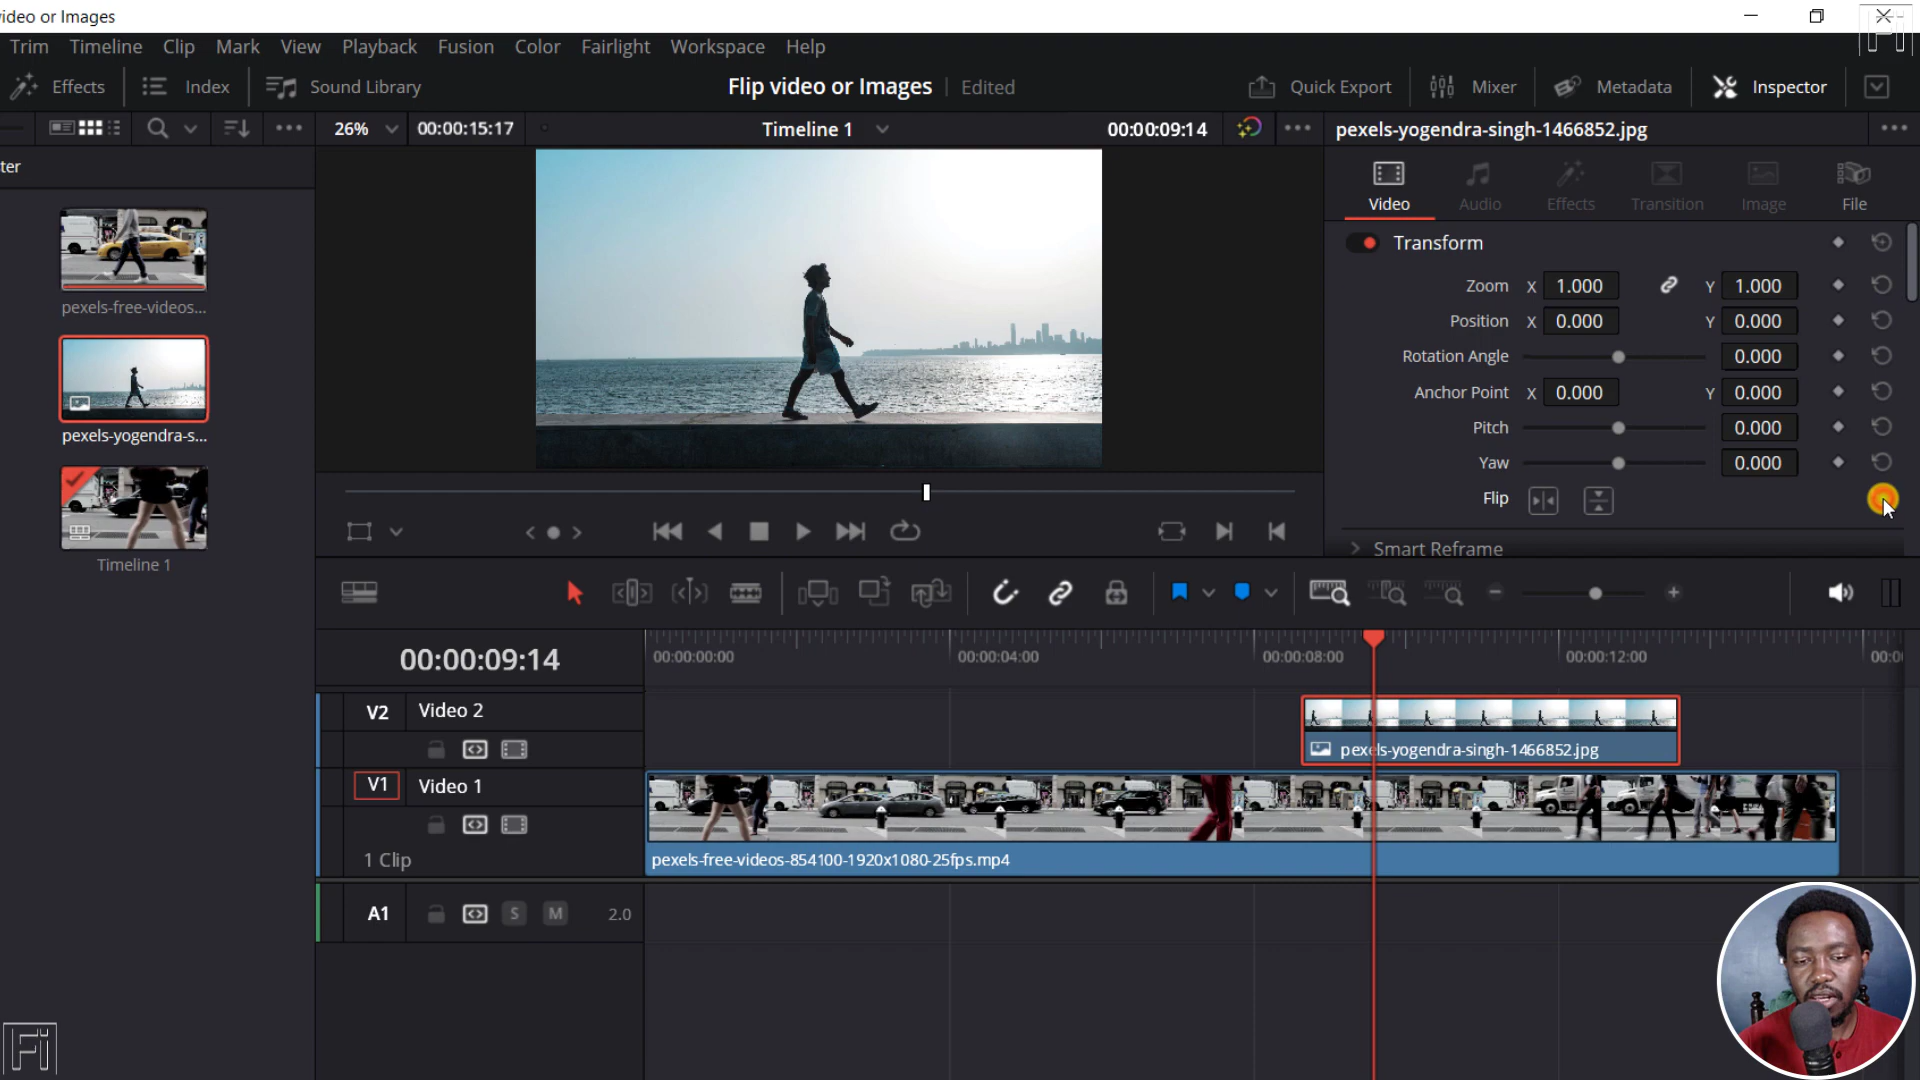 video or Images
Trim Timeline Clip Mark View Playback Fusion Color Fairlight Workspace Help
Effects Index Sound Library Flip video or Images Edited Quick Export Mixer Metadata Inspector
26% 00:00:15:17 Timeline 1 00:00:09:14 pexels-yogendra-singh-1466852.jpg
ter
Video Audio Effects Transition Image File
Transform
Zoom X 1.000 Y 1.000
Position X 0.000 Y 0.000
Rotation Angle 0.000
Anchor Point X 0.000 Y 0.000
Pitch 0.000
Yaw 0.000
Flip
Smart Reframe
pexels-free-videos...
pexels-yogendra-s...
Timeline 1
00:00:09:14
00:00:00:00 00:00:04:00 00:00:08:00 00:00:12:00 00:00
V2 Video 2
pexels-yogendra-singh-1466852.jpg
V1 Video 1
1 Clip
pexels-free-videos-854100-1920x1080-25fps.mp4
A1 S M 2.0
Fi
Fi